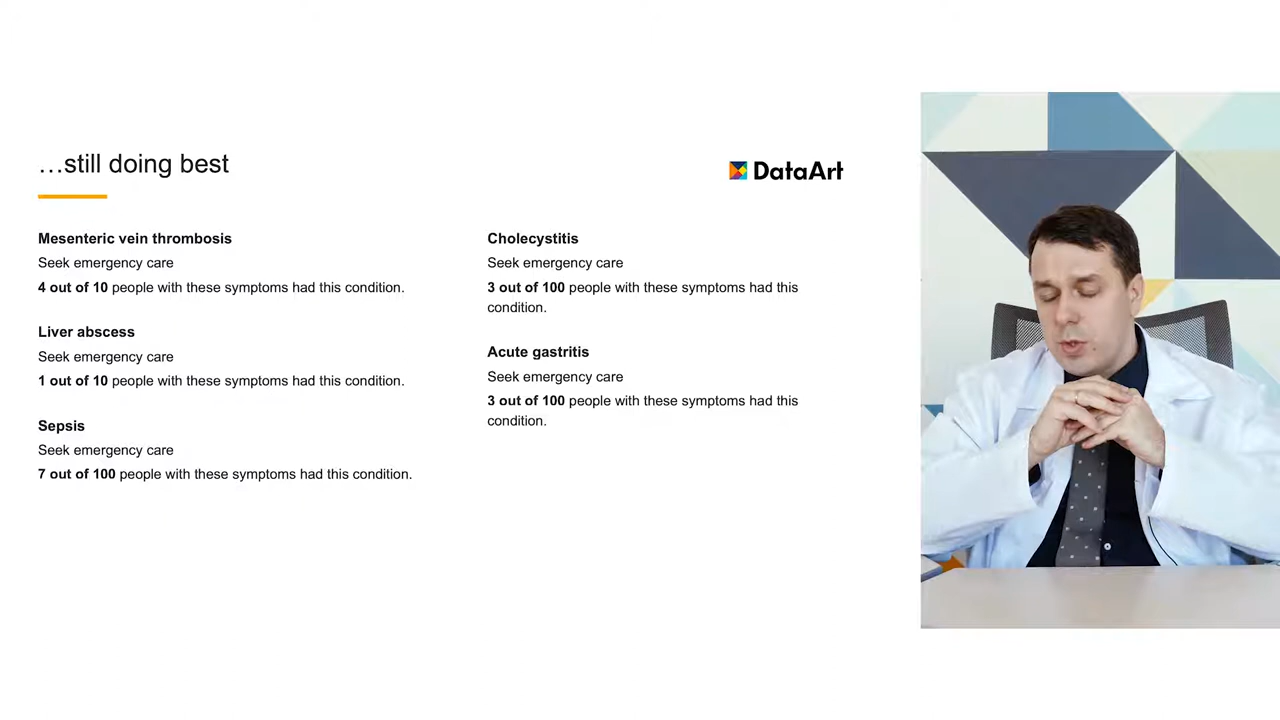 …still doing best
DataArt
Mesenteric vein thrombosis
Seek emergency care
4 out of 10 people with these symptoms had this condition.
Liver abscess
Seek emergency care
1 out of 10 people with these symptoms had this condition.
Sepsis
Seek emergency care
7 out of 100 people with these symptoms had this condition.
Cholecystitis
Seek emergency care
3 out of 100 people with these symptoms had this
condition.
Acute gastritis
Seek emergency care
3 out of 100 people with these symptoms had this
condition.